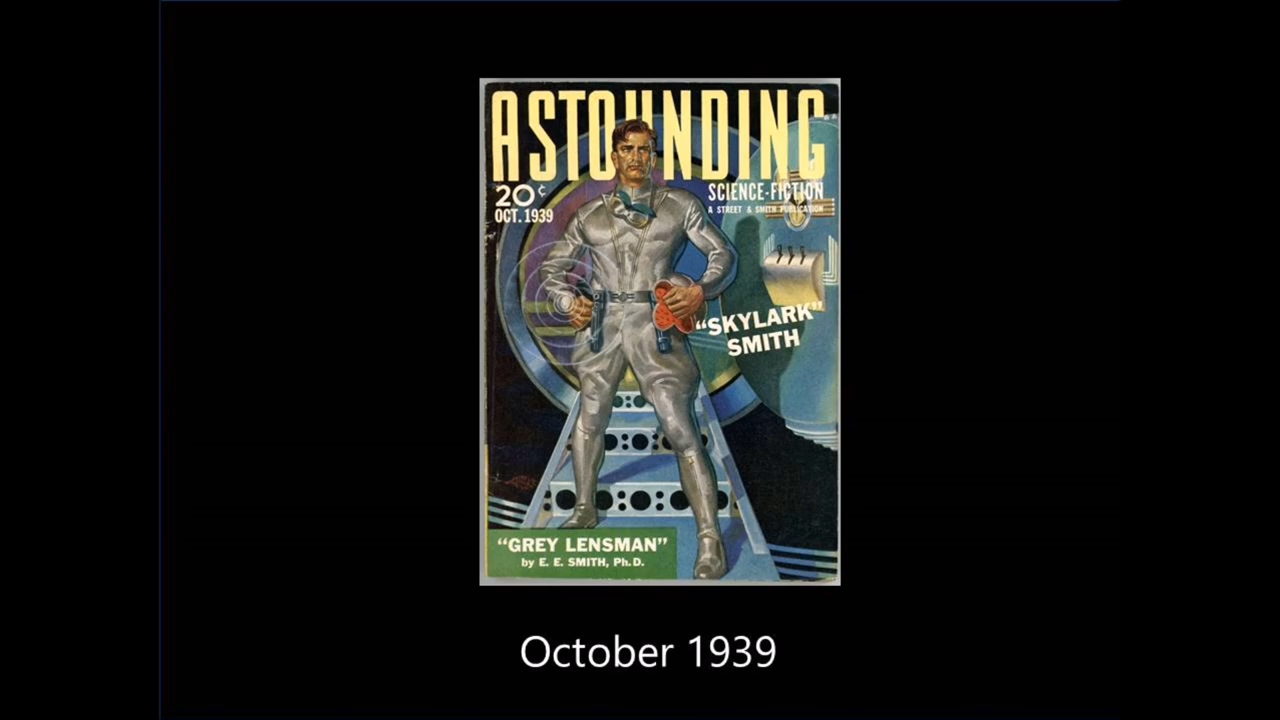 ASTOUNDING
20¢
OCT. 1939
SCIENCE-FICTION
A STREET & SMITH PUBLICATION
"SKYLARK"
SMITH
"GREY LENSMAN"
by E. E. SMITH, Ph.D.
October 1939